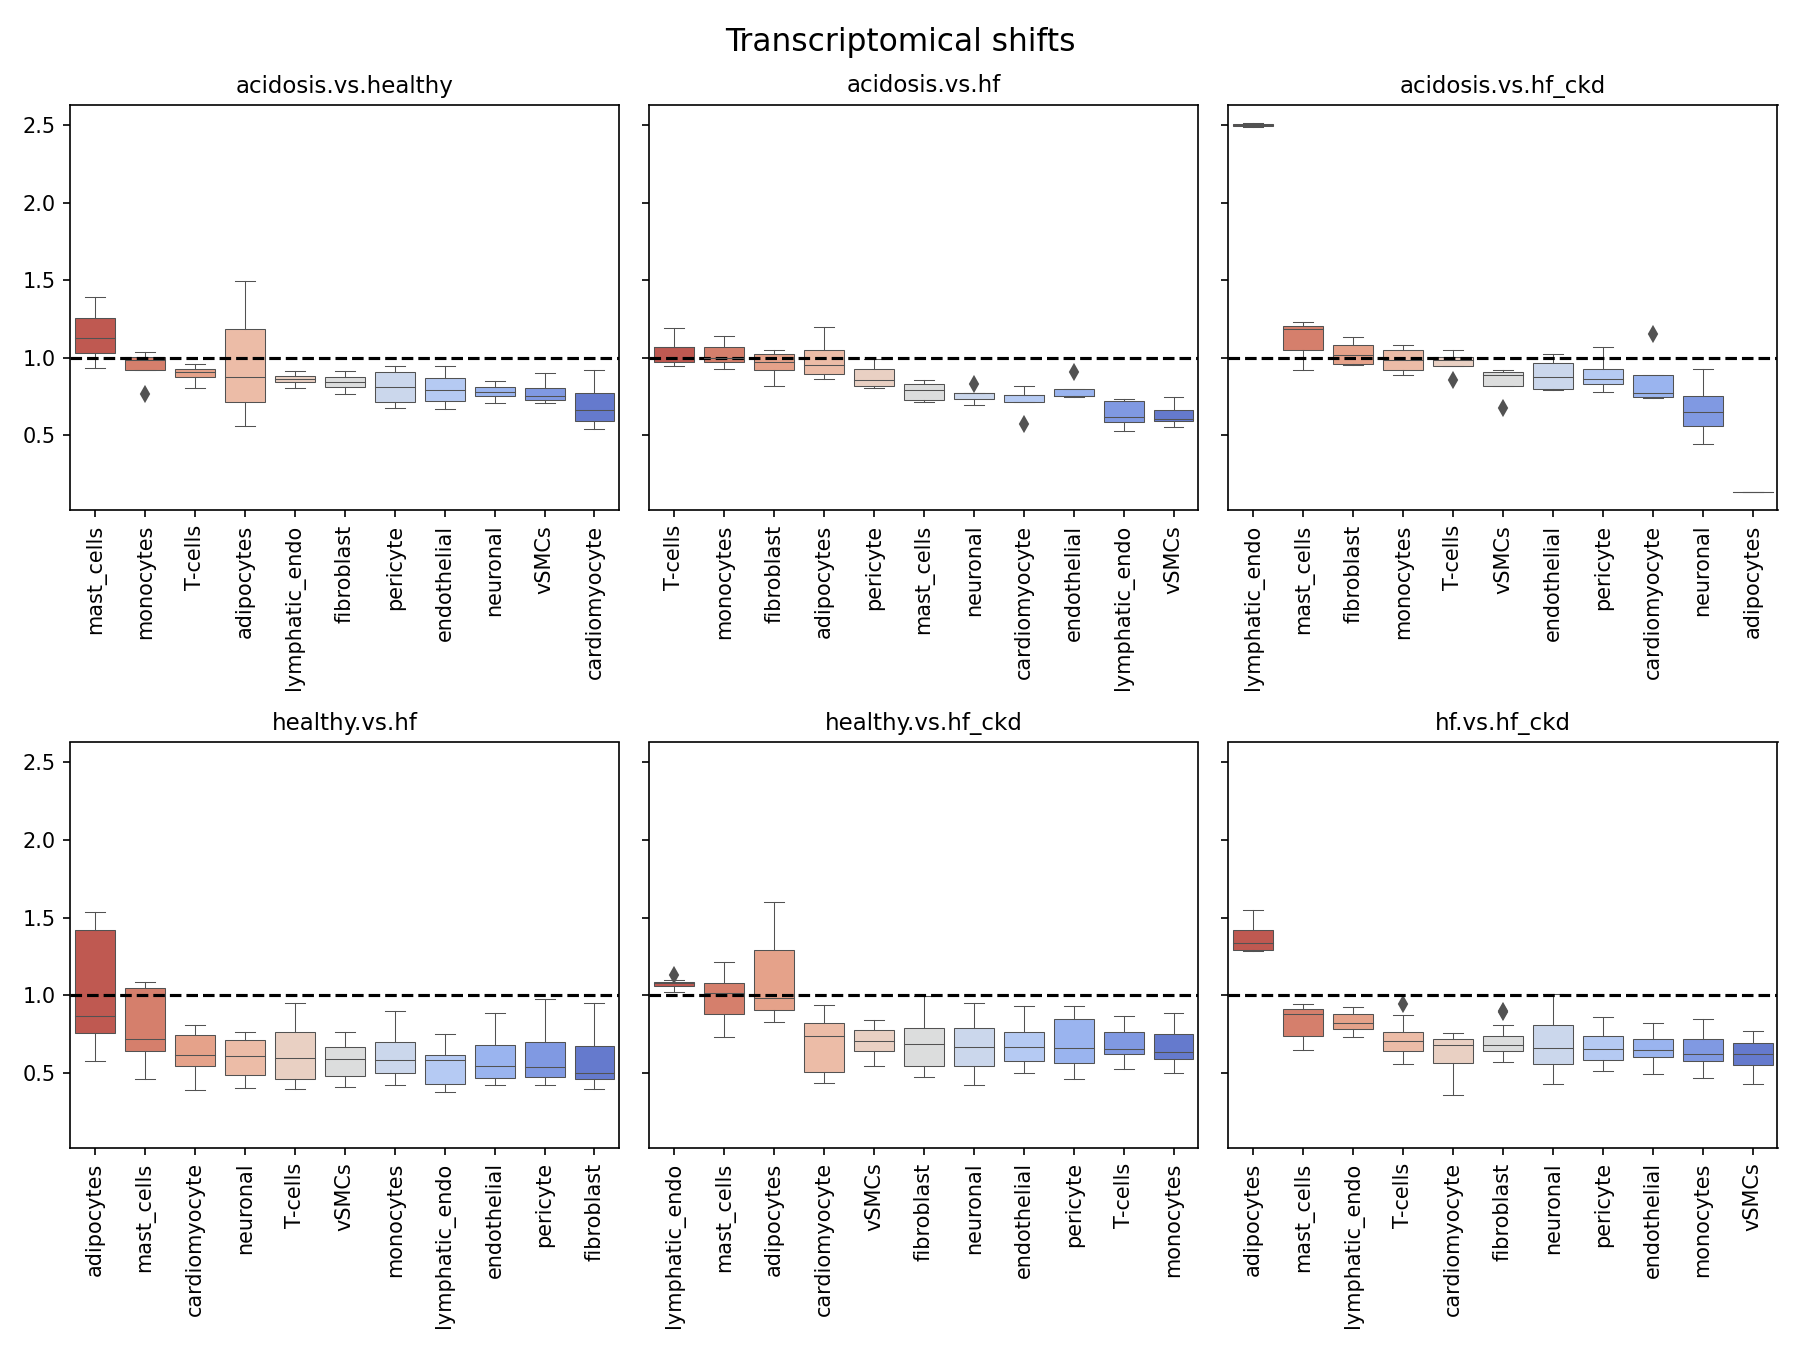 Transcriptomical shifts
acidosis.vs.healthy
2.5
2.0
1.5
1.0
0.5
mast_cells
monocytes
T-cells
adipocytes
lymphatic_endo
fibroblast
pericyte
endothelial
neuronal
vSMCs
cardiomyocyte
acidosis.vs.hf
T-cells
monocytes
fibroblast
adipocytes
pericyte
mast_cells
neuronal
cardiomyocyte
endothelial
lymphatic_endo
vSMCs
acidosis.vs.hf_ckd
lymphatic_endo
mast_cells
fibroblast
monocytes
T-cells
vSMCs
endothelial
pericyte
cardiomyocyte
neuronal
adipocytes
healthy.vs.hf
2.5
2.0
1.5
1.0
0.5
adipocytes
mast_cells
cardiomyocyte
neuronal
T-cells
vSMCs
monocytes
lymphatic_endo
endothelial
pericyte
fibroblast
healthy.vs.hf_ckd
lymphatic_endo
mast_cells
adipocytes
cardiomyocyte
vSMCs
fibroblast
neuronal
endothelial
pericyte
T-cells
monocytes
hf.vs.hf_ckd
adipocytes
mast_cells
lymphatic_endo
T-cells
cardiomyocyte
fibroblast
neuronal
pericyte
endothelial
monocytes
vSMCs